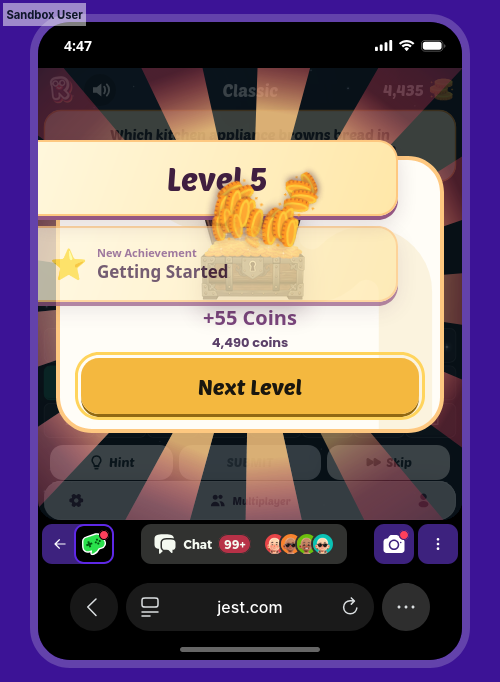 Sandbox User
4:47
Classic
4,435
Which kitchen appliance browns bread in
Level 5
New Achievement
Getting Started
+55 Coins
4,490 coins
Next Level
Hint
Skip
Multiplayer
Chat 99+
jest.com